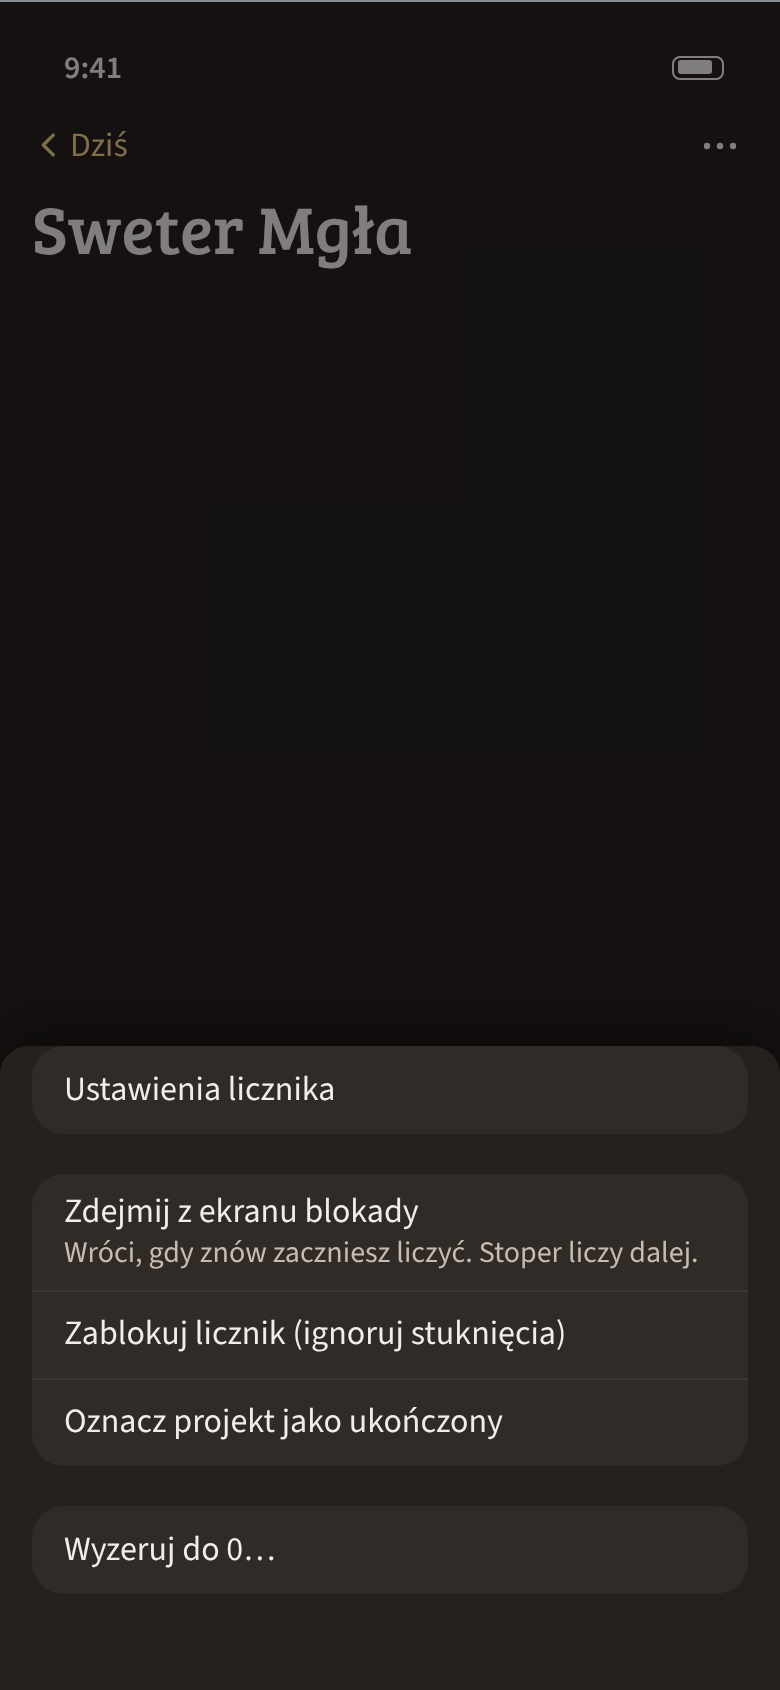 9:41
Dziś
Sweter Mgła
Ustawienia licznika
Zdejmij z ekranu blokady
Wróci, gdy znów zaczniesz liczyć. Stoper liczy dalej.
Zablokuj licznik (ignoruj stuknięcia)
Oznacz projekt jako ukończony
Wyzeruj do 0…